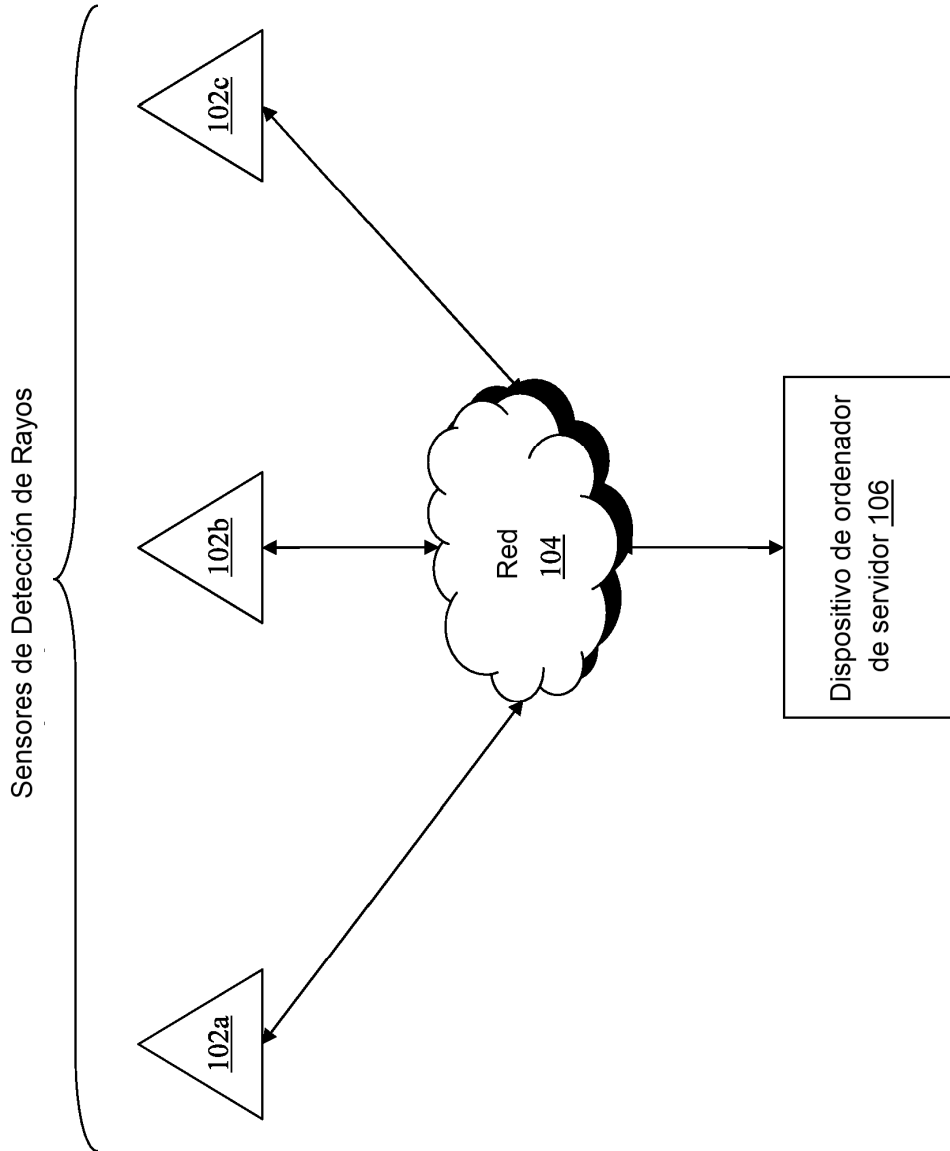 Sensores de Detección de Rayos
102a
102b
102c
Red
104
Dispositivo de ordenador
de servidor 106